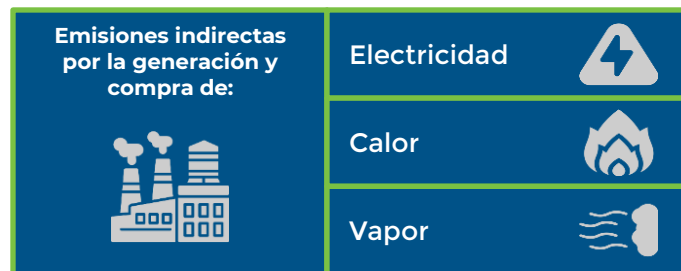 Emisiones indirectas
por la generación y
compra de:
Electricidad
Calor
Vapor